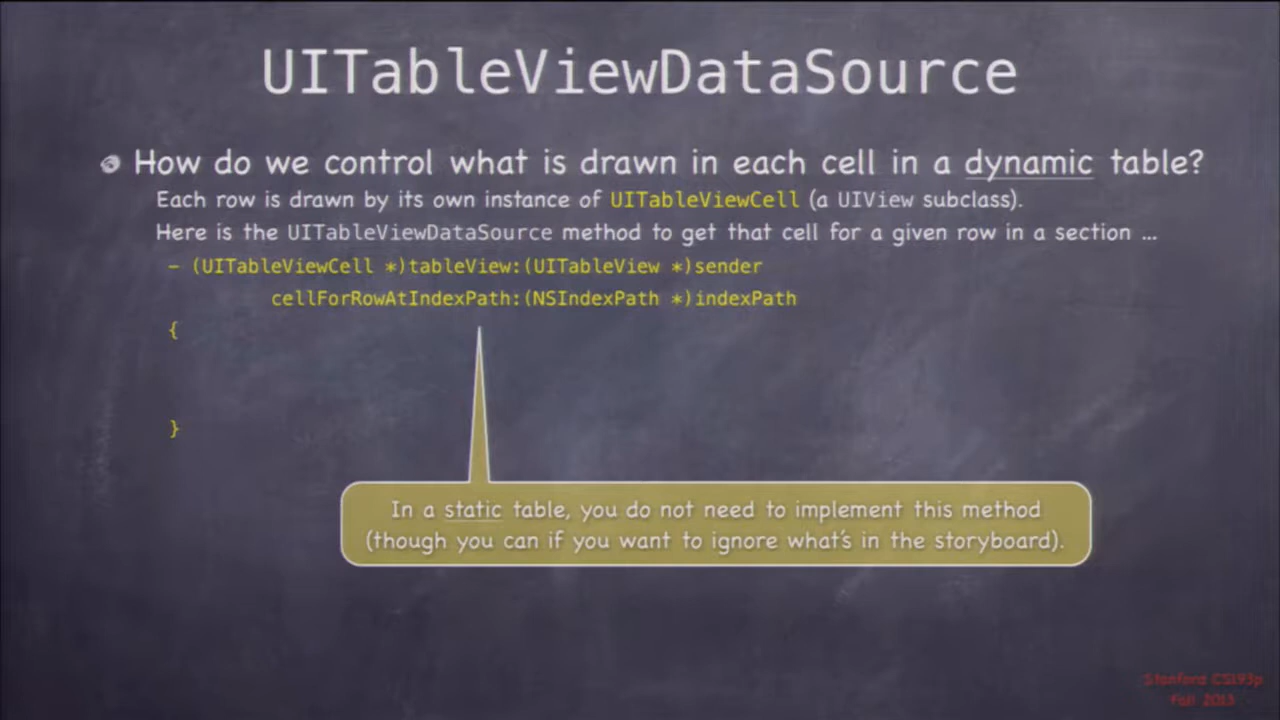 UITableViewDataSource
How do we control what is drawn in each cell in a dynamic table?
Each row is drawn by its own instance of UITableViewCell (a UIView subclass).
Here is the UITableViewDataSource method to get that cell for a given row in a section ...
- (UITableViewCell *)tableView:(UITableView *)sender
cellForRowAtIndexPath:(NSIndexPath *)indexPath
{
}
In a static table, you do not need to implement this method
(though you can if you want to ignore what's in the storyboard).
Stanford CS193p
Fall 2013